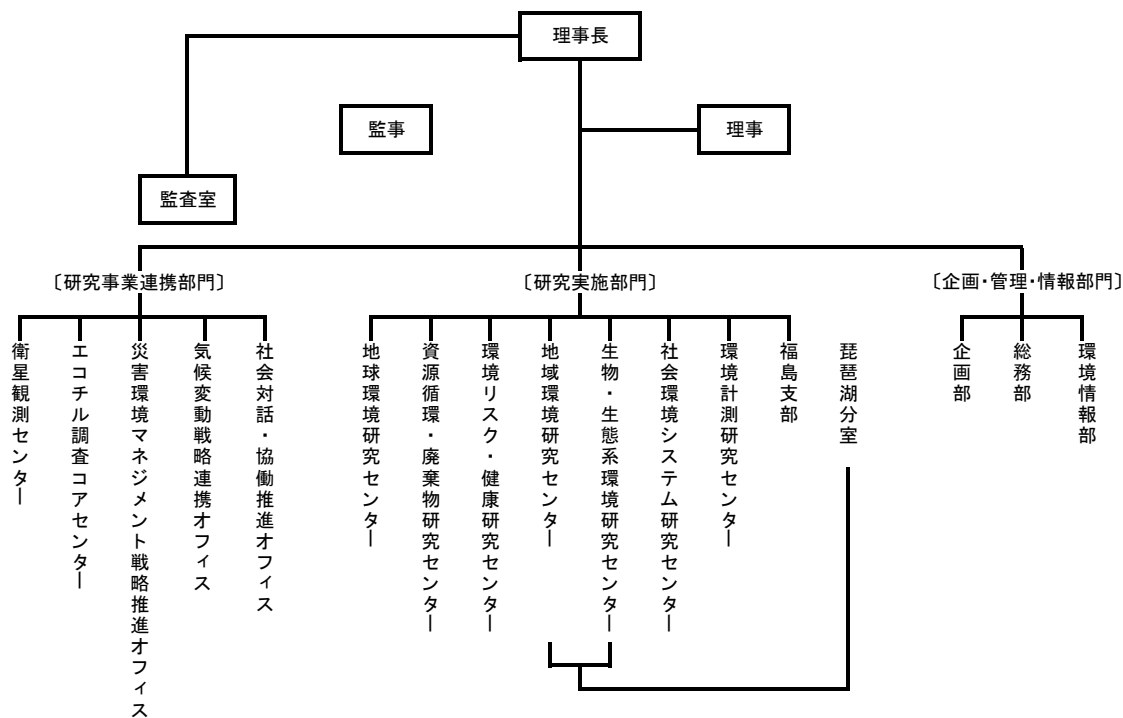 理事長
監事
理事
監査室
〔研究事業連携部門〕
〔研究実施部門〕
〔企画・管理・情報部門〕
衛星観測センター
エコチル調査コアセンター
災害環境マネジメント戦略推進オフィス
気候変動戦略連携オフィス
社会対話・協働推進オフィス
地球環境研究センター
資源循環・廃棄物研究センター
環境リスク・健康研究センター
地域環境研究センター
生物・生態系環境研究センター
社会環境システム研究センター
環境計測研究センター
福島支部
琵琶湖分室
企画部
総務部
環境情報部